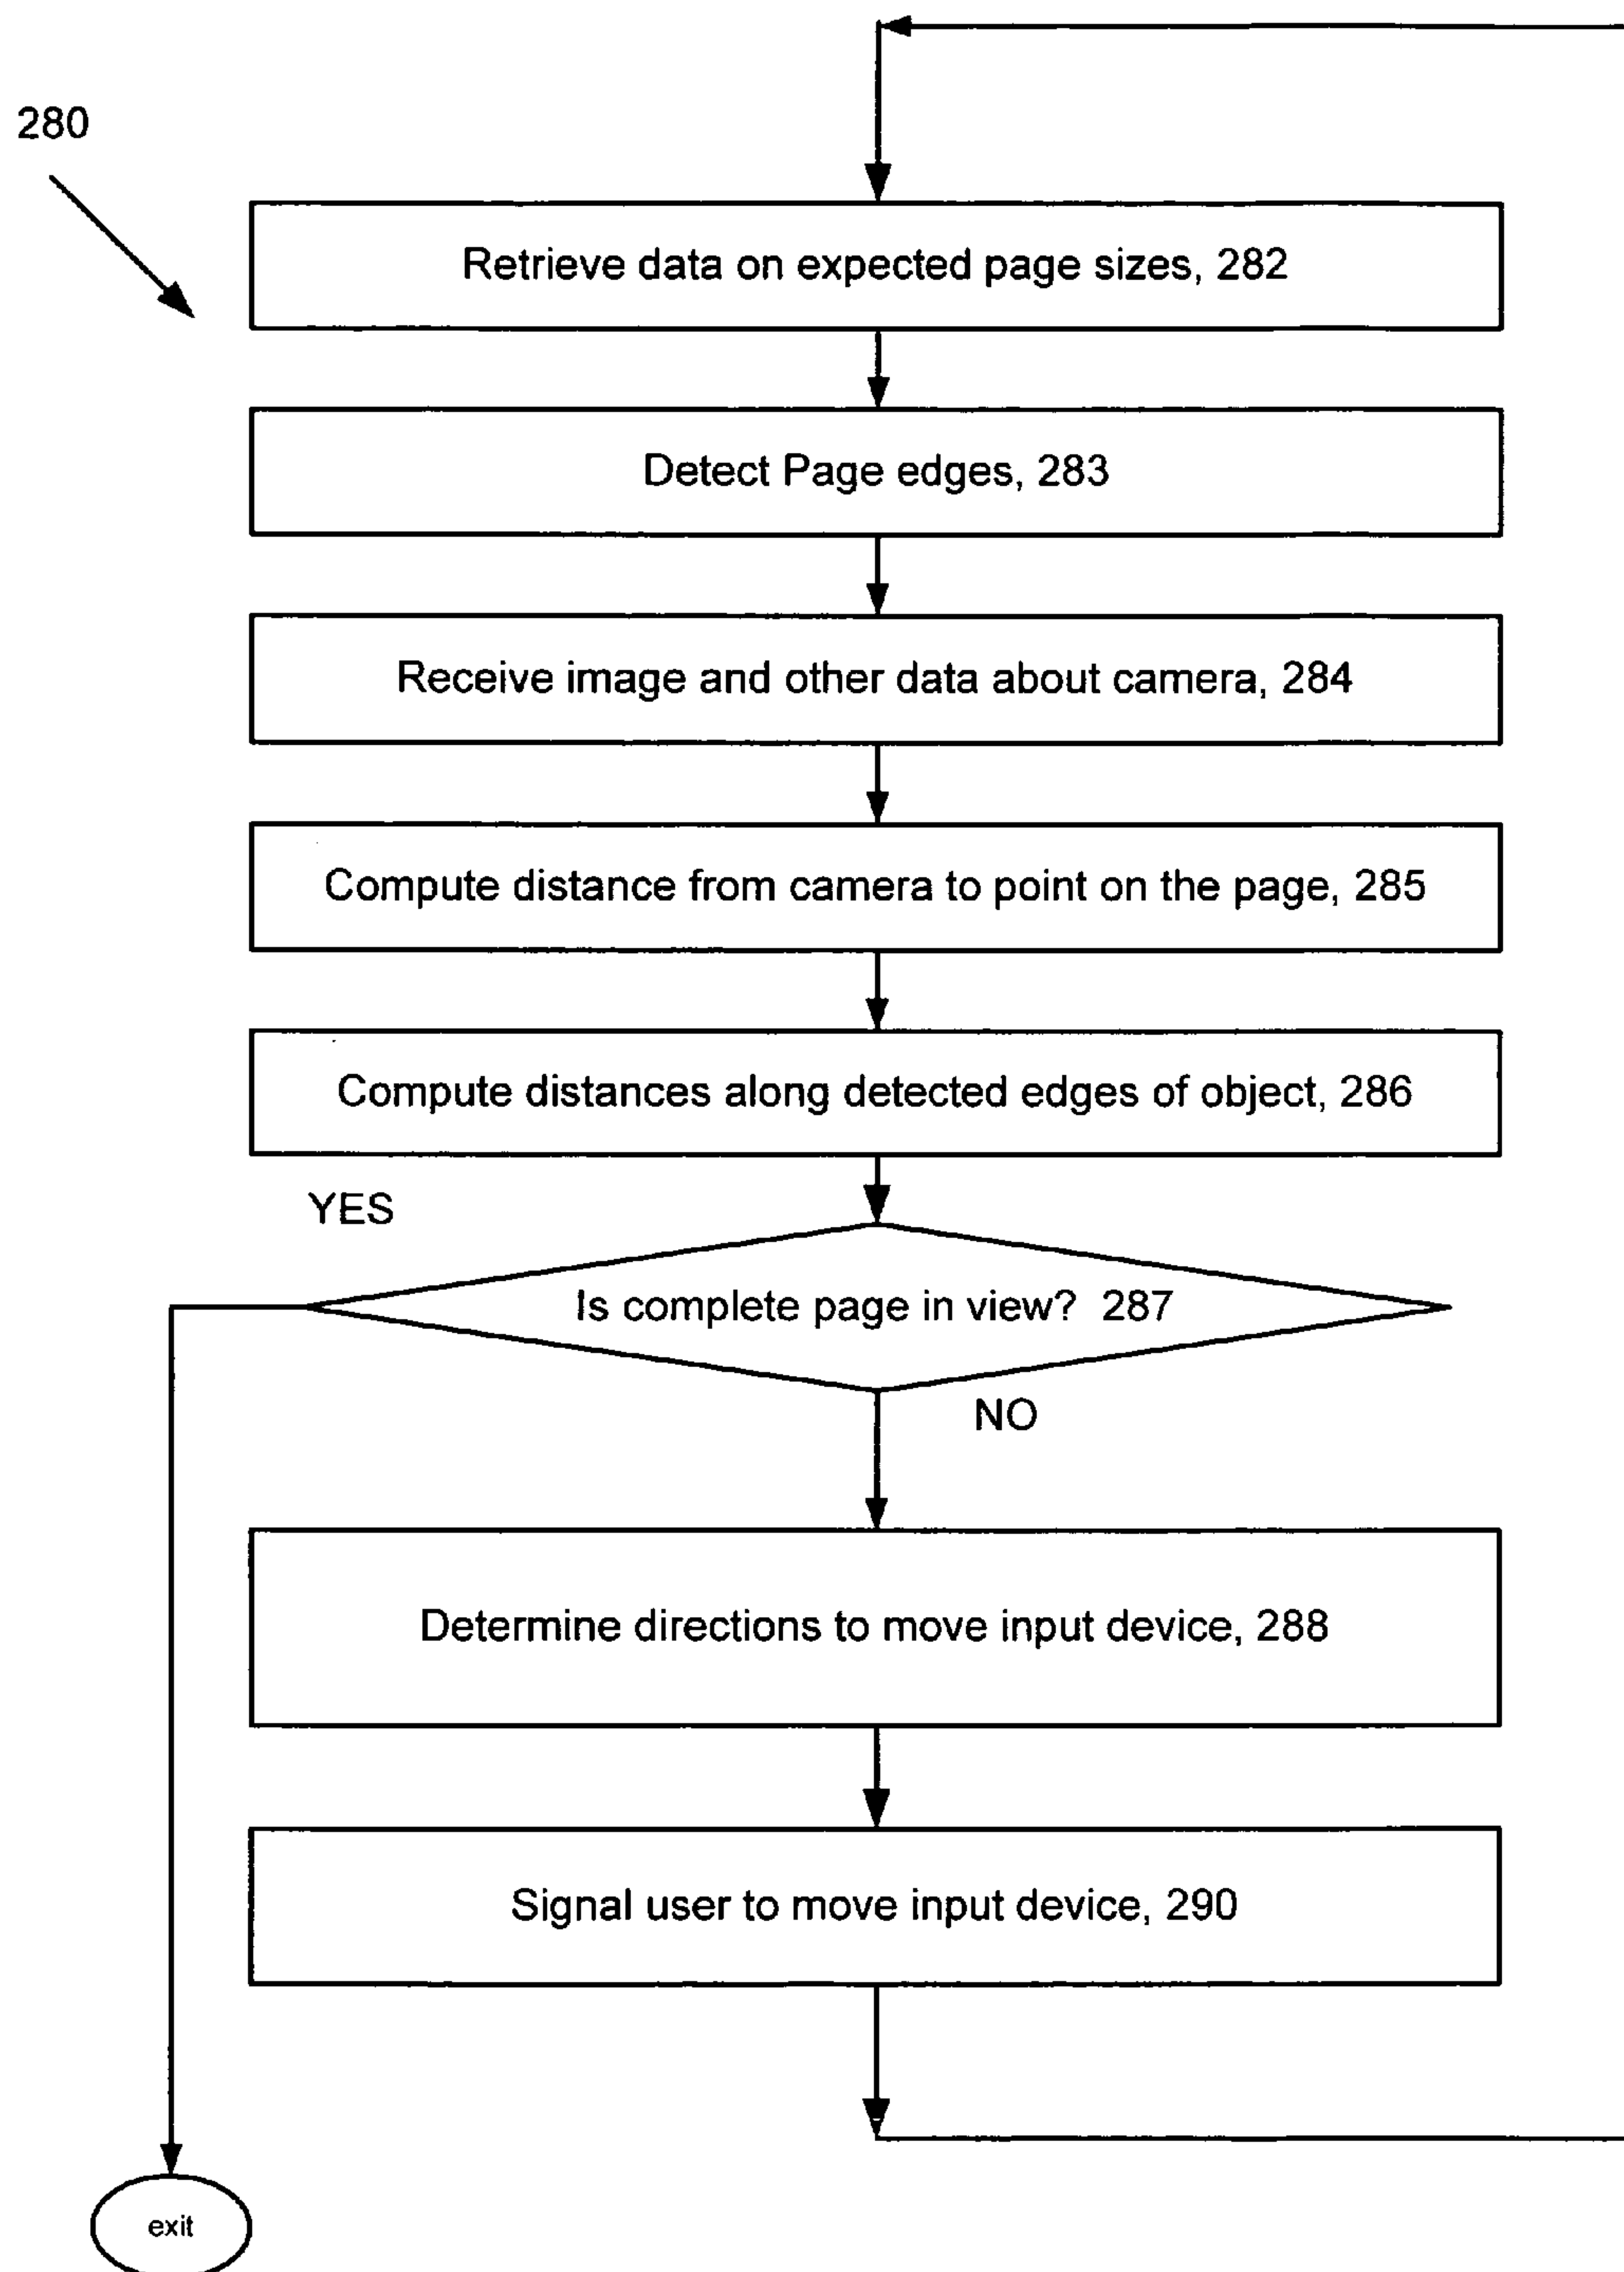 280
Retrieve data on expected page sizes, 282
Detect Page edges, 283
Receive image and other data about camera, 284
Compute distance from camera to point on the page, 285
Compute distances along detected edges of object, 286
YES
Is complete page in view? 287
NO
Determine directions to move input device, 288
Signal user to move input device, 290
exit